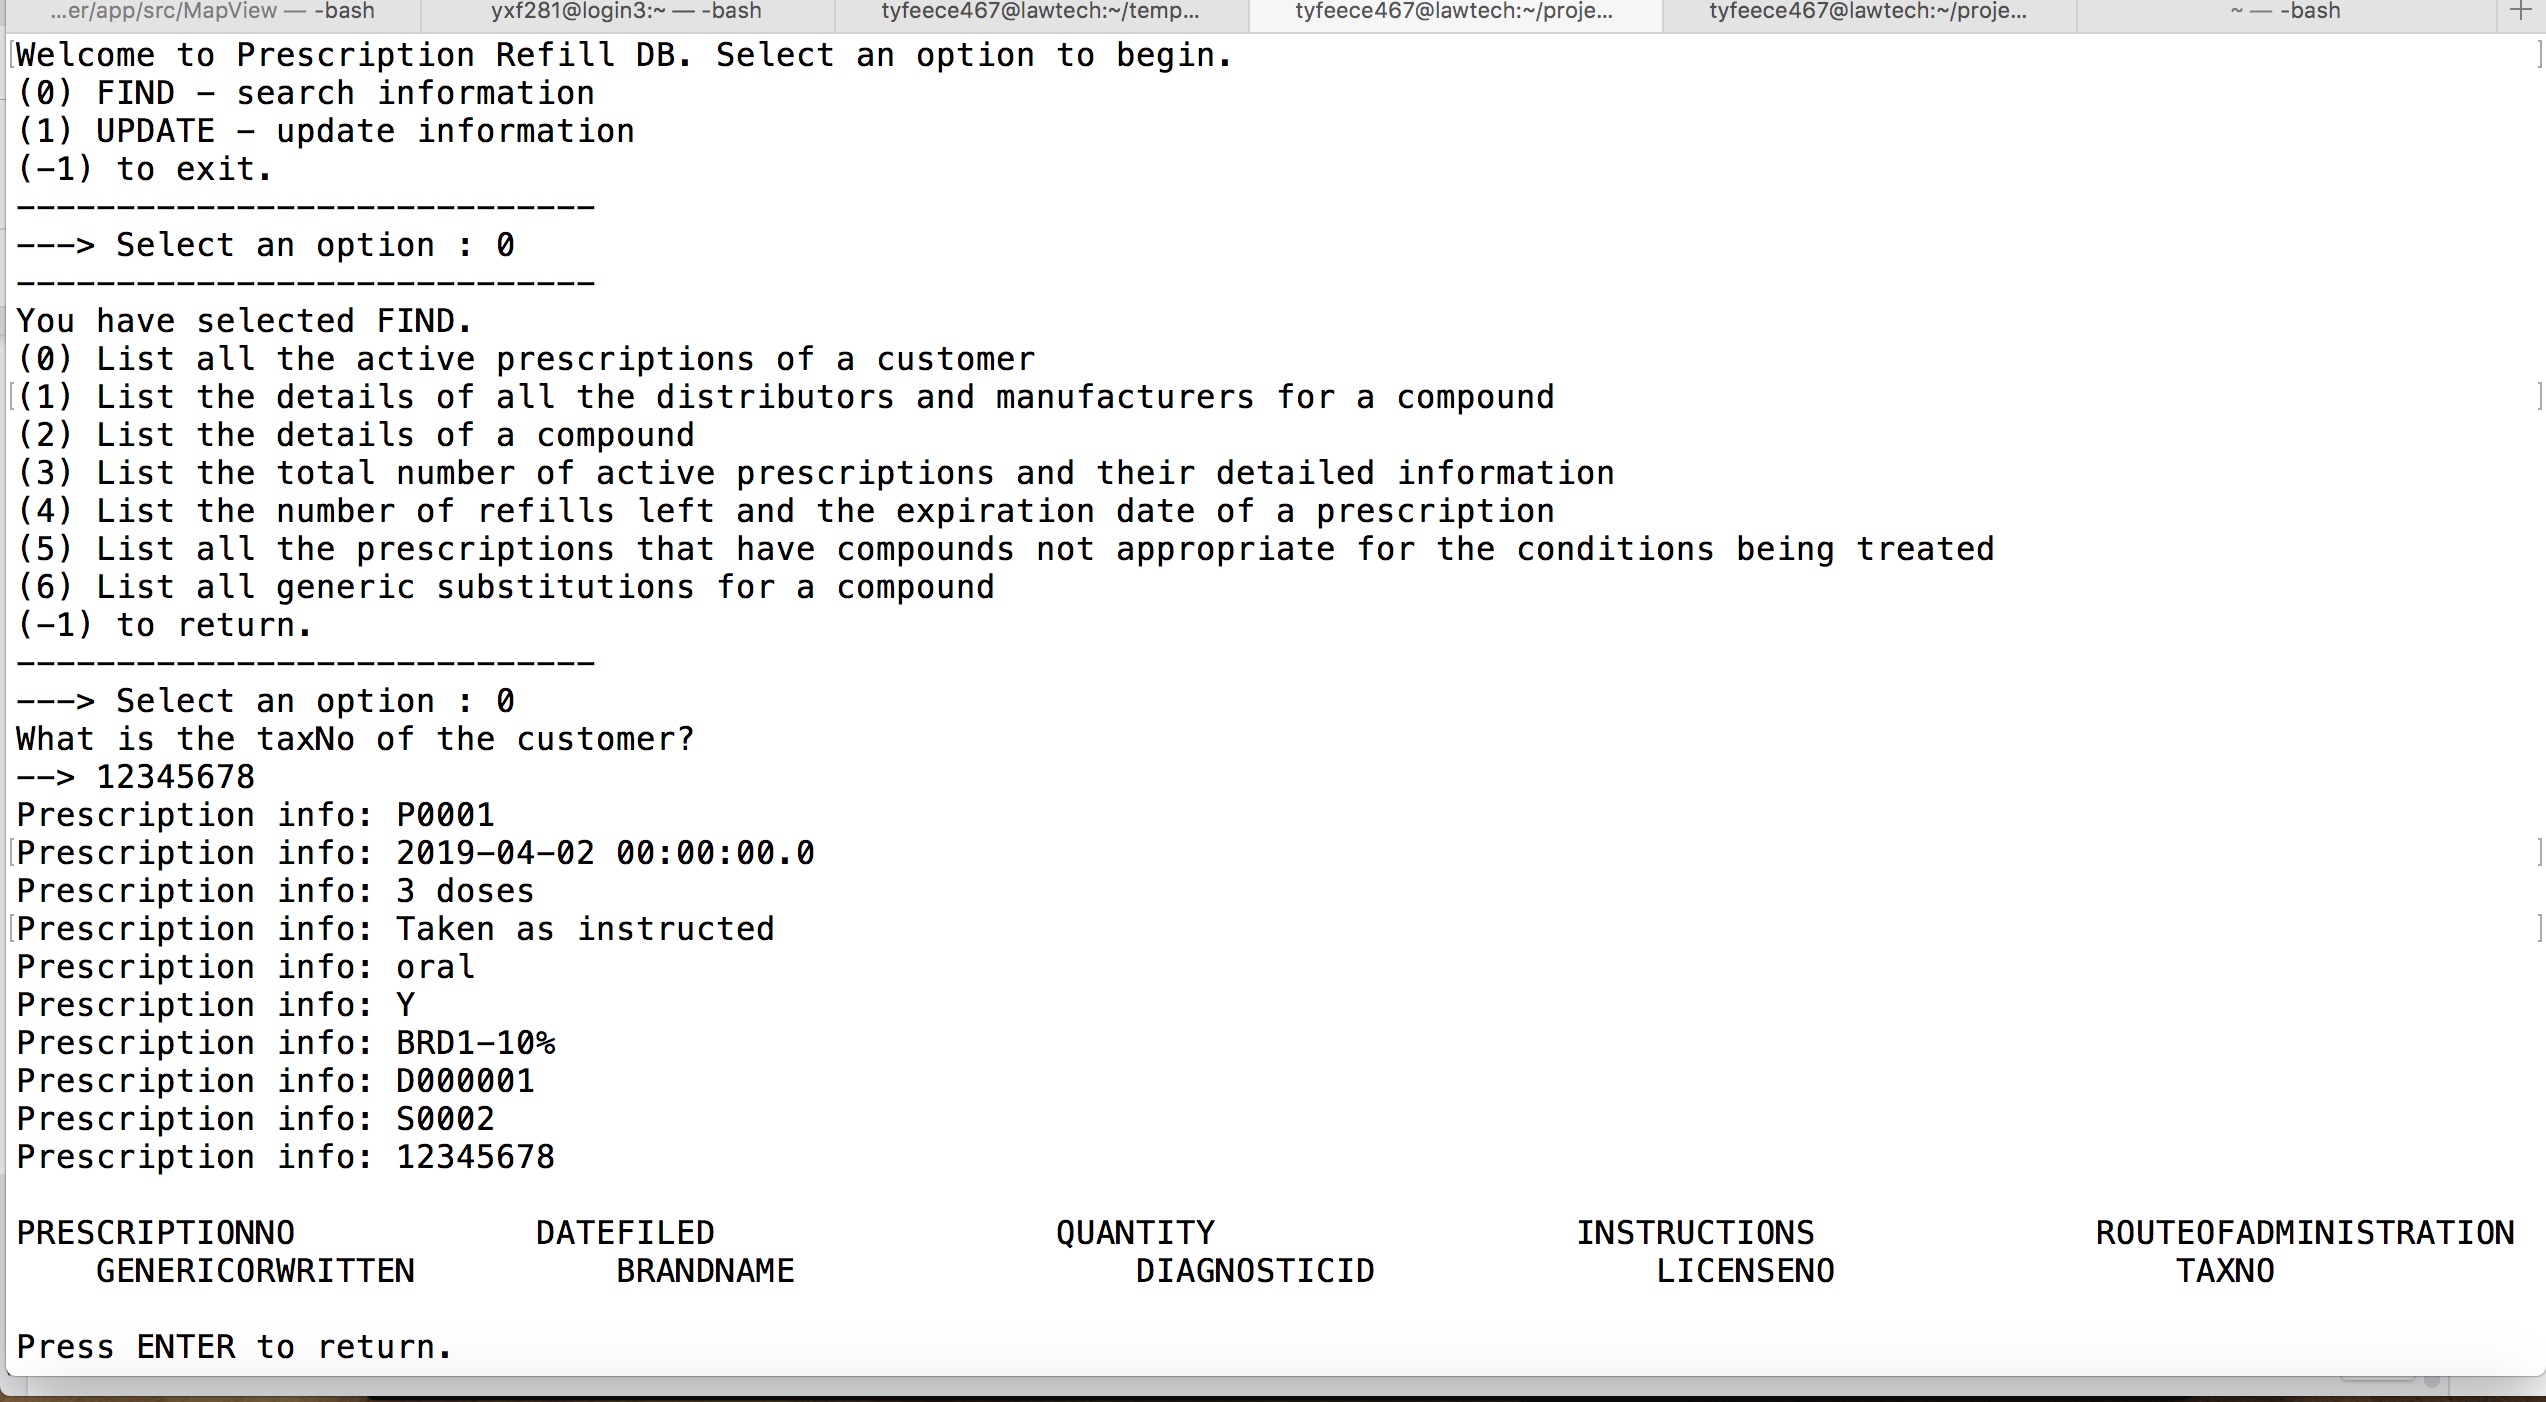 ...er/app/src/MapView — -bash yxf281@login3:~ — -bash tyfeece467@lawtech:~/temp... tyfeece467@lawtech:~/proje... tyfeece467@lawtech:~/proje... ~ — -bash +
[Welcome to Prescription Refill DB. Select an option to begin. ]
(0) FIND - search information
(1) UPDATE - update information
(-1) to exit.
-----------------------------
---> Select an option : 0
-----------------------------
You have selected FIND.
(0) List all the active prescriptions of a customer
[(1) List the details of all the distributors and manufacturers for a compound ]
(2) List the details of a compound
(3) List the total number of active prescriptions and their detailed information
(4) List the number of refills left and the expiration date of a prescription
(5) List all the prescriptions that have compounds not appropriate for the conditions being treated
(6) List all generic substitutions for a compound
(-1) to return.
-----------------------------
---> Select an option : 0
What is the taxNo of the customer?
--> 12345678
Prescription info: P0001
[Prescription info: 2019-04-02 00:00:00.0 ]
Prescription info: 3 doses
[Prescription info: Taken as instructed ]
Prescription info: oral
Prescription info: Y
Prescription info: BRD1-10%
Prescription info: D000001
Prescription info: S0002
Prescription info: 12345678
PRESCRIPTIONNO DATEFILED QUANTITY INSTRUCTIONS ROUTEOFADMINISTRATION
GENERICORWRITTEN BRANDNAME DIAGNOSTICID LICENSENO TAXNO
Press ENTER to return.